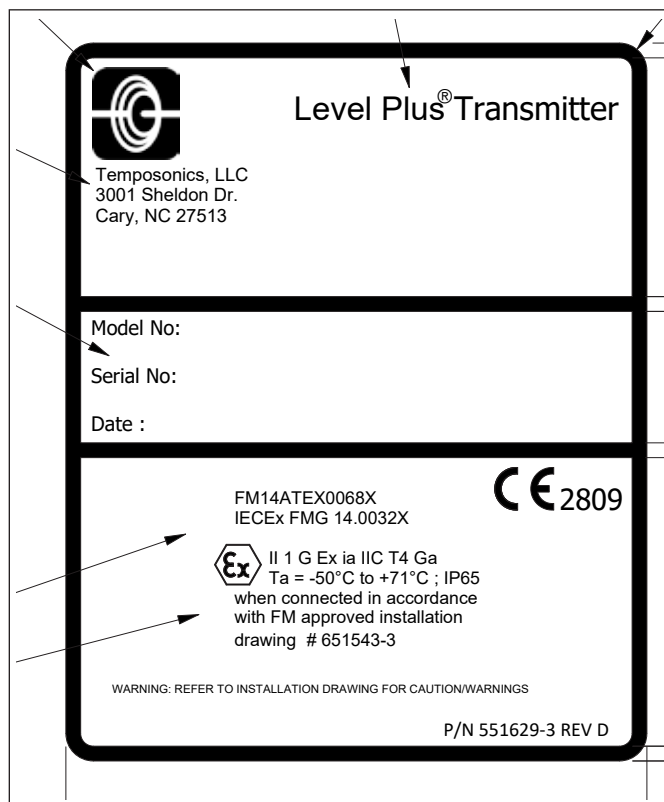 Level Plus® Transmitter
Temposonics, LLC
3001 Sheldon Dr.
Cary, NC 27513
Model No:
Serial No:
Date :
CE 2809
FM14ATEX0068X
IECEx FMG 14.0032X
Ex II 1 G Ex ia IIC T4 Ga
Ta = -50°C to +71°C ; IP65
when connected in accordance
with FM approved installation
drawing # 651543-3
WARNING: REFER TO INSTALLATION DRAWING FOR CAUTION/WARNINGS
P/N 551629-3 REV D